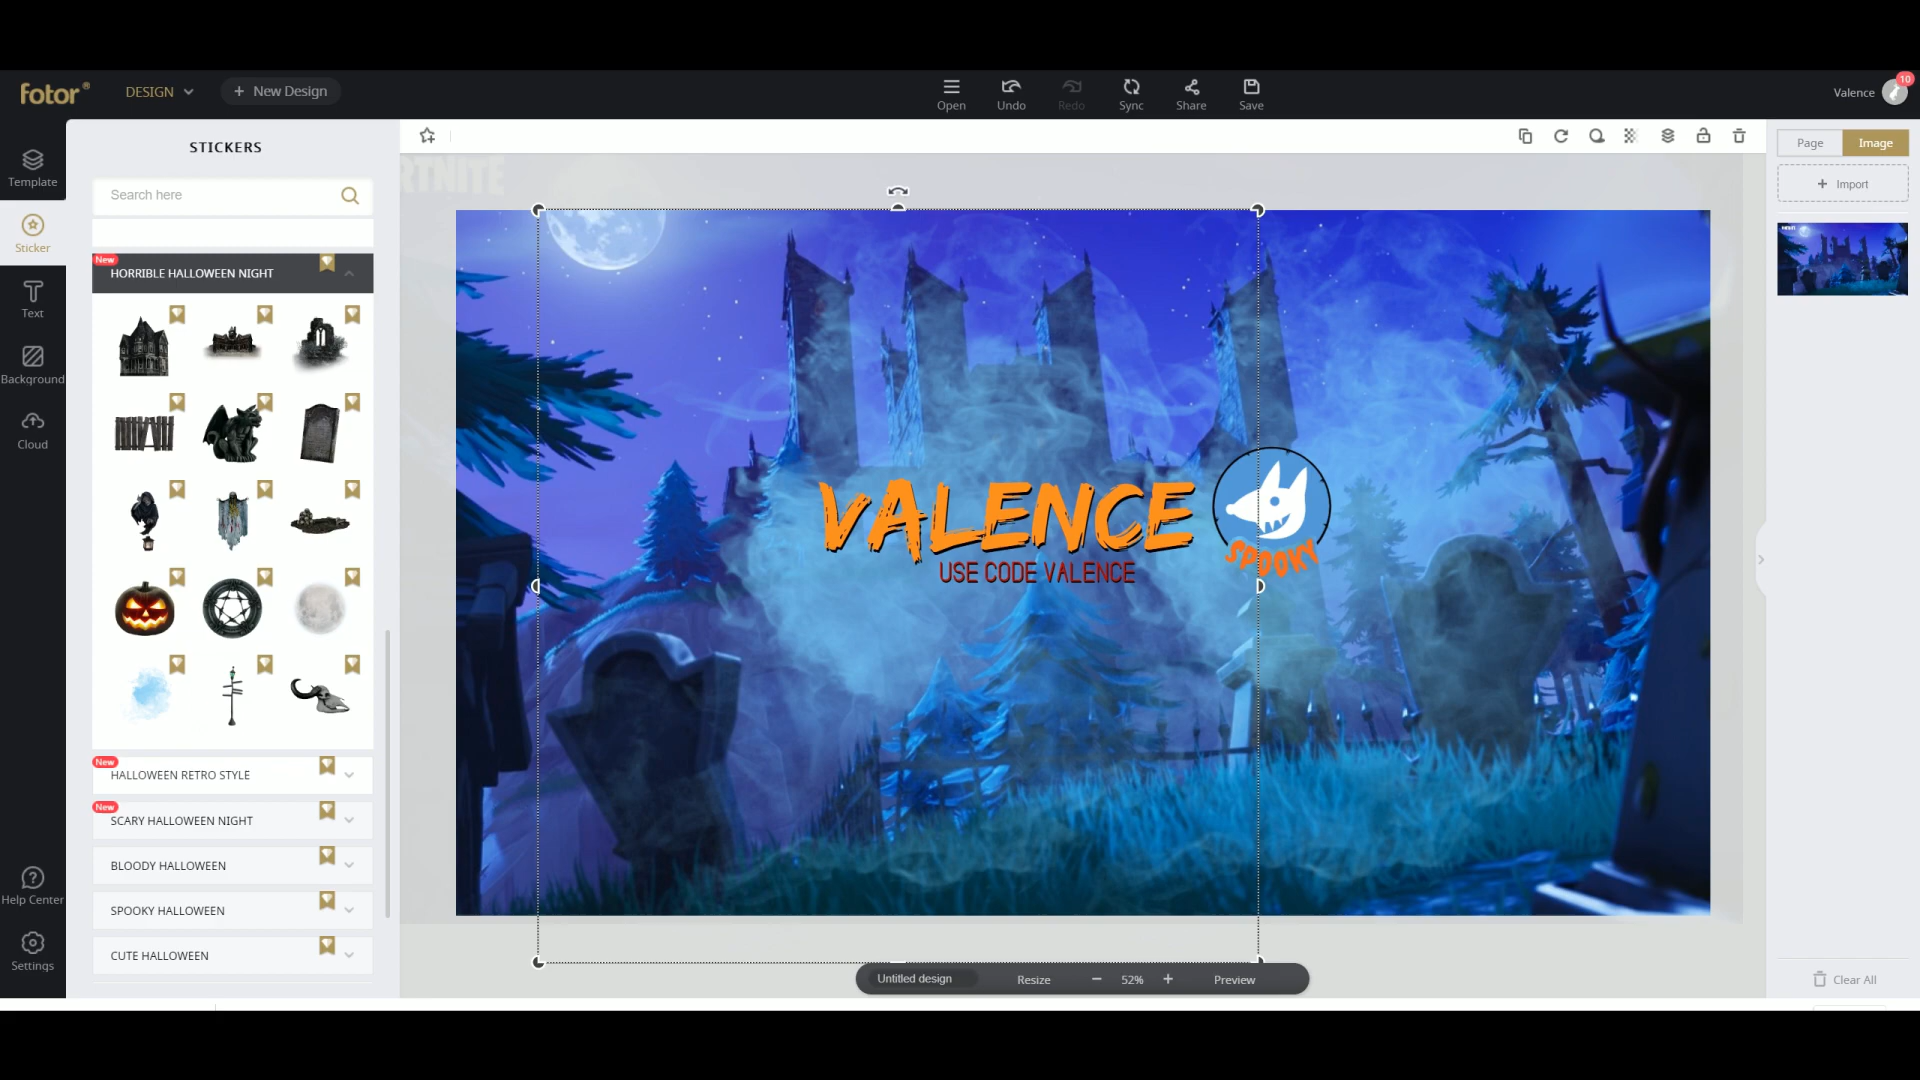 fotor®
DESIGN
+ New Design
Open
Undo
Redo
Sync
Share
Save
Valence
10
Template
Sticker
Text
Background
Cloud
Help Center
Settings
STICKERS
Search here
New
HORRIBLE HALLOWEEN NIGHT
New
HALLOWEEN RETRO STYLE
New
SCARY HALLOWEEN NIGHT
BLOODY HALLOWEEN
SPOOKY HALLOWEEN
CUTE HALLOWEEN
RTNITE
VALENCE
USE CODE VALENCE
SPOOKY
Untitled design
Resize
− 52% +
Preview
Page
Image
+ Import
Clear All